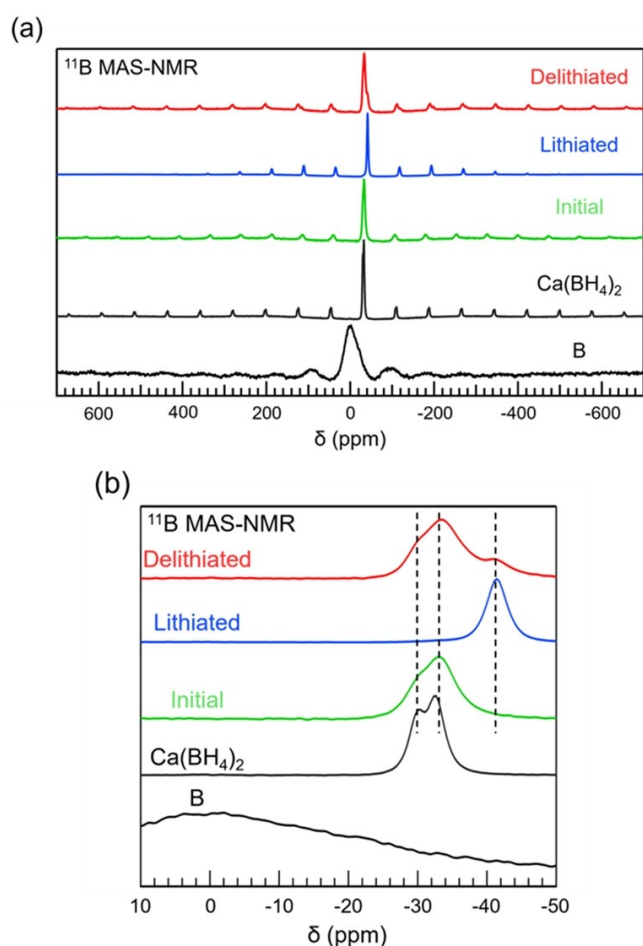 (a)
¹¹B MAS-NMR
Delithiated
Lithiated
Initial
Ca(BH₄)₂
B
600 400 200 0 -200 -400 -600
δ (ppm)
(b)
¹¹B MAS-NMR
Delithiated
Lithiated
Initial
Ca(BH₄)₂
B
10 0 -10 -20 -30 -40 -50
δ (ppm)